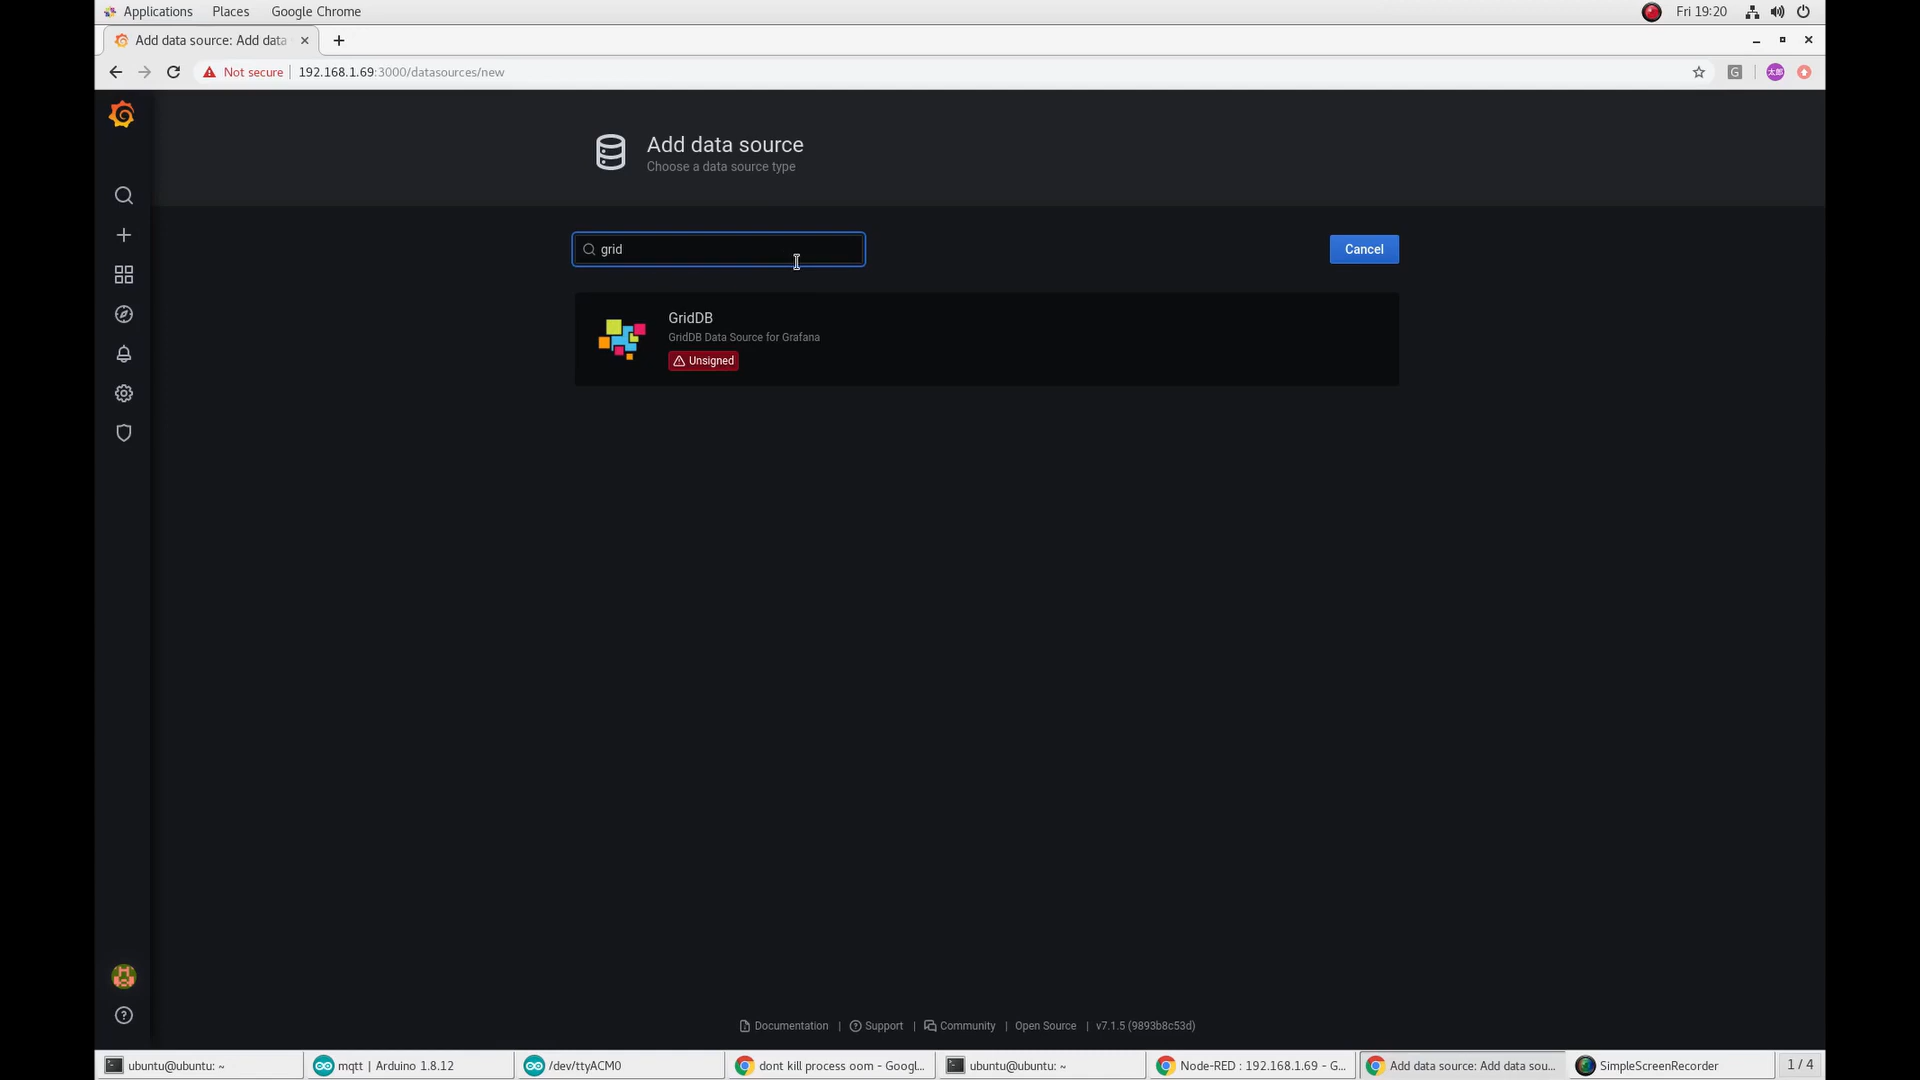 Applications Places Google Chrome Fri 19:20
Add data source: Add data
Not secure 192.168.1.69:3000/datasources/new G 太郎
Add data source
Choose a data source type
grid Cancel
GridDB
GridDB Data Source for Grafana
Unsigned
Documentation | Support | Community | Open Source | v7.1.5 (9893b8c53d)
ubuntu@ubuntu: ~ mqtt | Arduino 1.8.12 /dev/ttyACM0 dont kill process oom - Googl... ubuntu@ubuntu: ~ Node-RED : 192.168.1.69 - G... Add data source: Add data sou... SimpleScreenRecorder 1 / 4